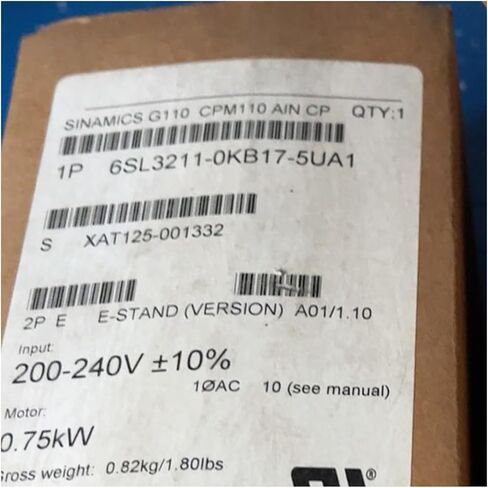 SINAMICS G110 CPM110 AIN CP QTY:1
1P 6SL3211-0KB17-5UA1
S XAT125-001332
2P E E-STAND (VERSION) A01/1.10
Input:
200-240V ±10%
1ØAC 10 (see manual)
Motor:
0.75kW
Gross weight: 0.82kg/1.80lbs
®